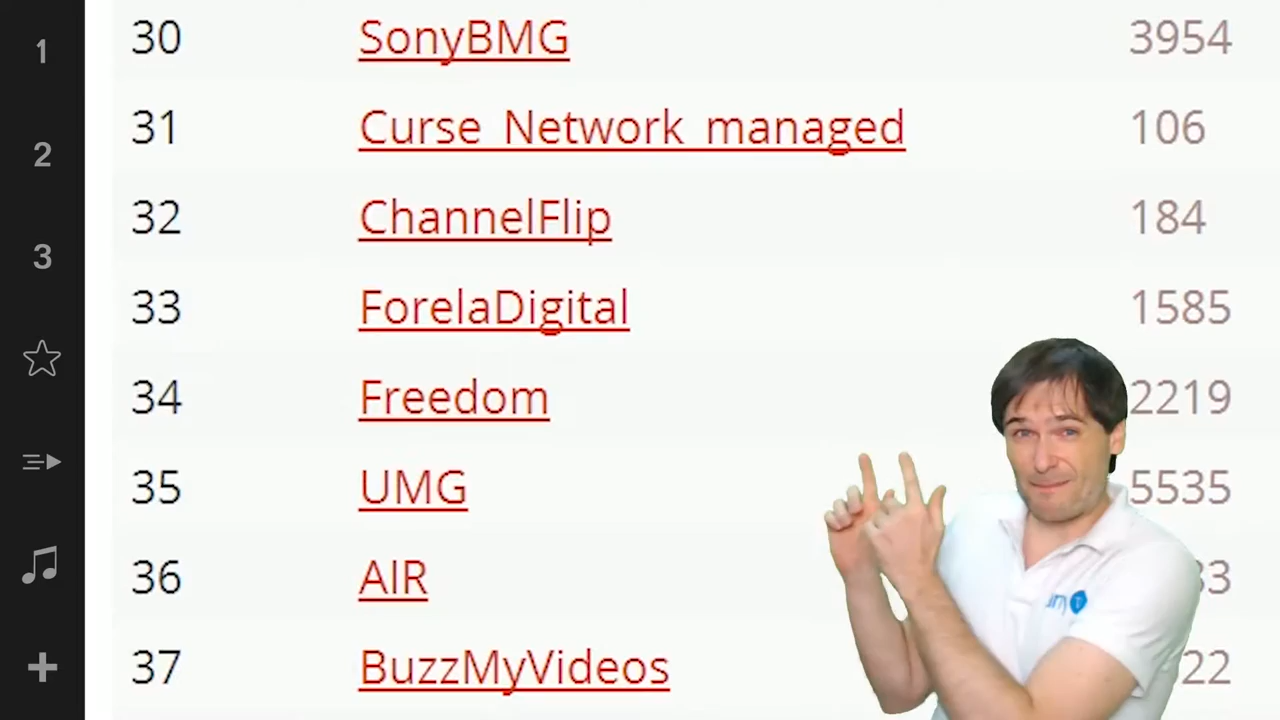 1
2
3
30 SonyBMG 3954
31 Curse Network managed 106
32 ChannelFlip 184
33 ForelaDigital 1585
34 Freedom 2219
35 UMG 5535
36 AIR
37 BuzzMyVideos